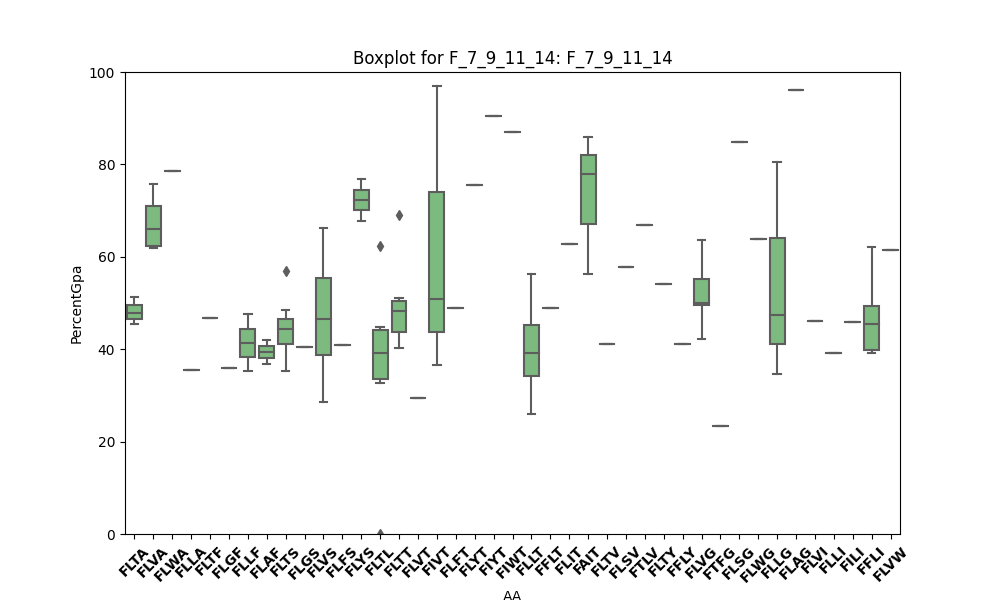 Boxplot for F_7_9_11_14: F_7_9_11_14
PercentGpa
100
80
60
40
20
0
FLTA
FLVA
FLWA
FLLA
FLTF
FLGF
FLLF
FLAF
FLTS
FLGS
FLVS
FLFS
FLYS
FLTL
FLTT
FLVT
FIVT
FLFT
FLYT
FIYT
FIWT
FLLT
FFLT
FLIT
FAIT
FLTV
FLSV
FTLV
FLTY
FFLY
FLVG
FTFG
FLSG
FLWG
FLLG
FLAG
FLVI
FLLI
FILI
FFLI
FLVW
AA